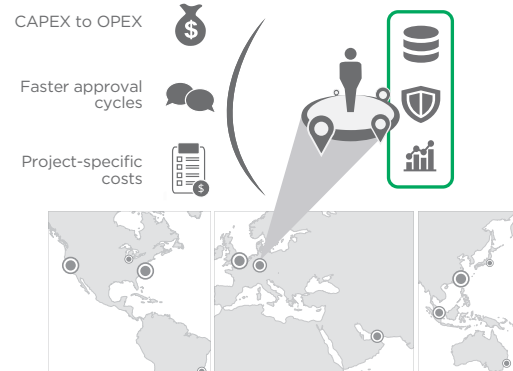 CAPEX to OPEX
$
Faster approval
cycles
Project-specific
costs
$